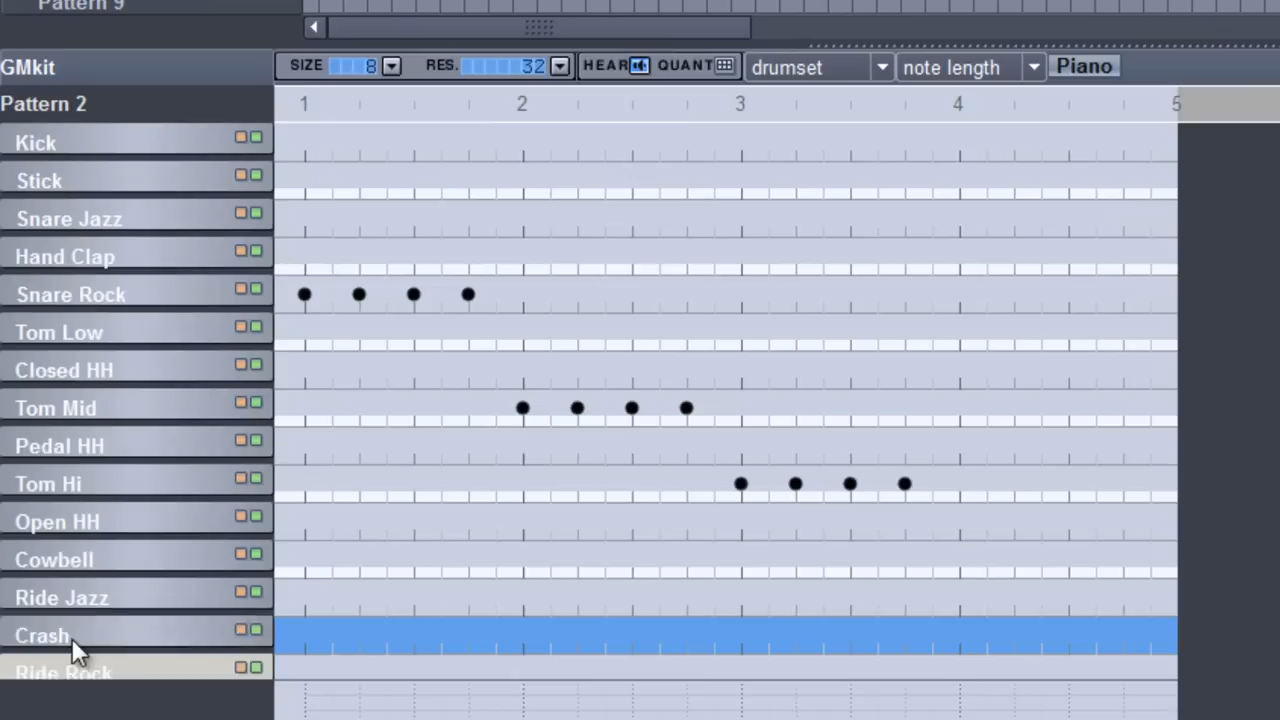 Pattern 9
GMkit
SIZE 8 RES. 32 HEAR QUANT drumset note length Piano
Pattern 2
1 2 3 4 5
Kick
Stick
Snare Jazz
Hand Clap
Snare Rock
Tom Low
Closed HH
Tom Mid
Pedal HH
Tom Hi
Open HH
Cowbell
Ride Jazz
Crash
Ride Rock